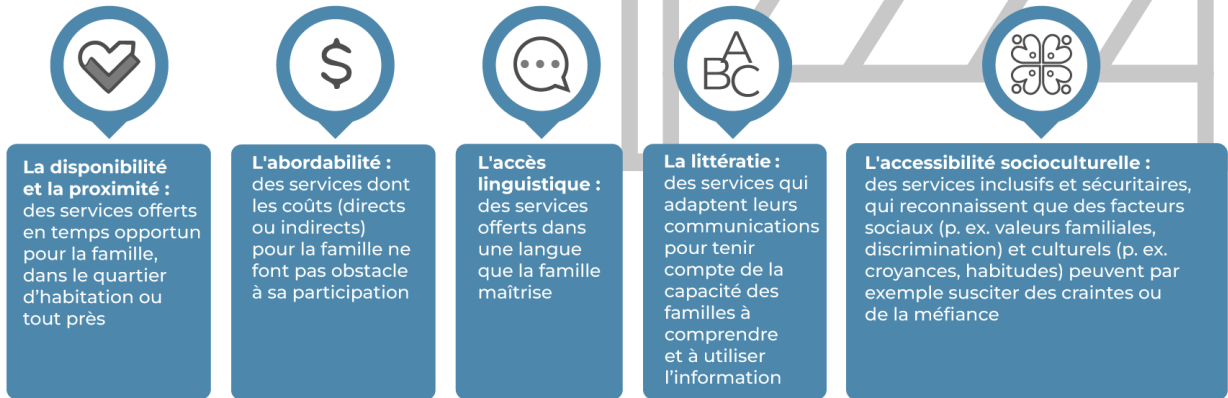 $
A
BC
La disponibilité
et la proximité :
des services offerts
en temps opportun
pour la famille,
dans le quartier
d'habitation ou
tout près
L'abordabilité :
des services dont
les coûts (directs
ou indirects)
pour la famille ne
font pas obstacle
à sa participation
L'accès
linguistique :
des services
offerts dans
une langue
que la famille
maîtrise
La littératie :
des services qui
adaptent leurs
communications
pour tenir
compte de la
capacité des
familles à
comprendre
et à utiliser
l'information
L'accessibilité socioculturelle :
des services inclusifs et sécuritaires,
qui reconnaissent que des facteurs
sociaux (p. ex. valeurs familiales,
discrimination) et culturels (p. ex.
croyances, habitudes) peuvent par
exemple susciter des craintes ou
de la méfiance